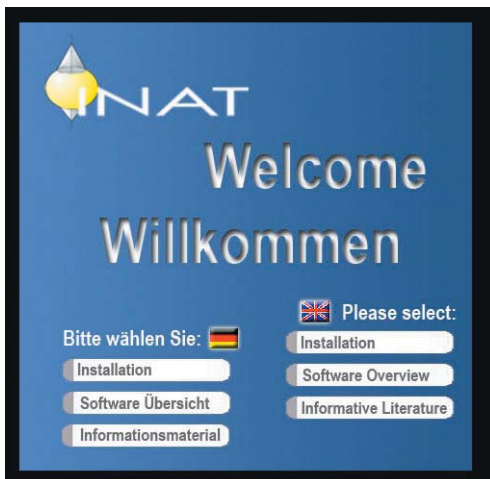 INAT
Welcome
Willkommen
Bitte wählen Sie:
Installation
Software Übersicht
Informationsmaterial
Please select:
Installation
Software Overview
Informative Literature